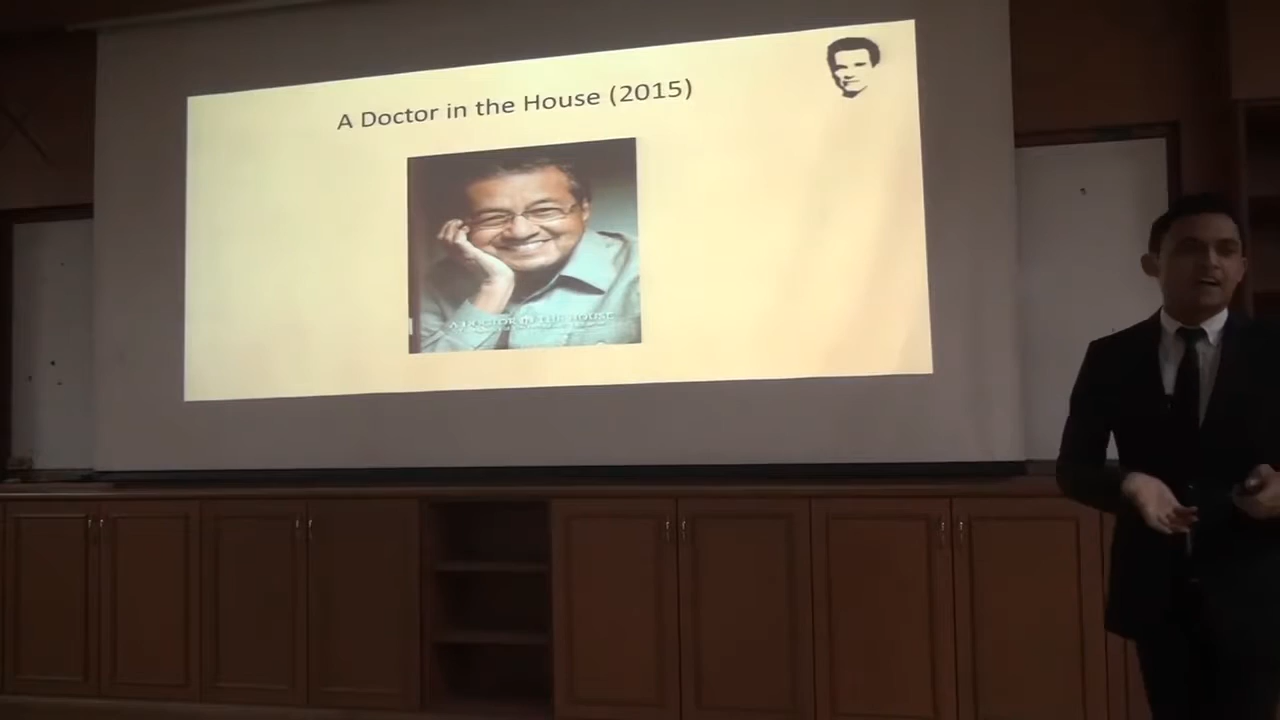 A Doctor in the House (2015)
A DOCTOR IN THE HOUSE